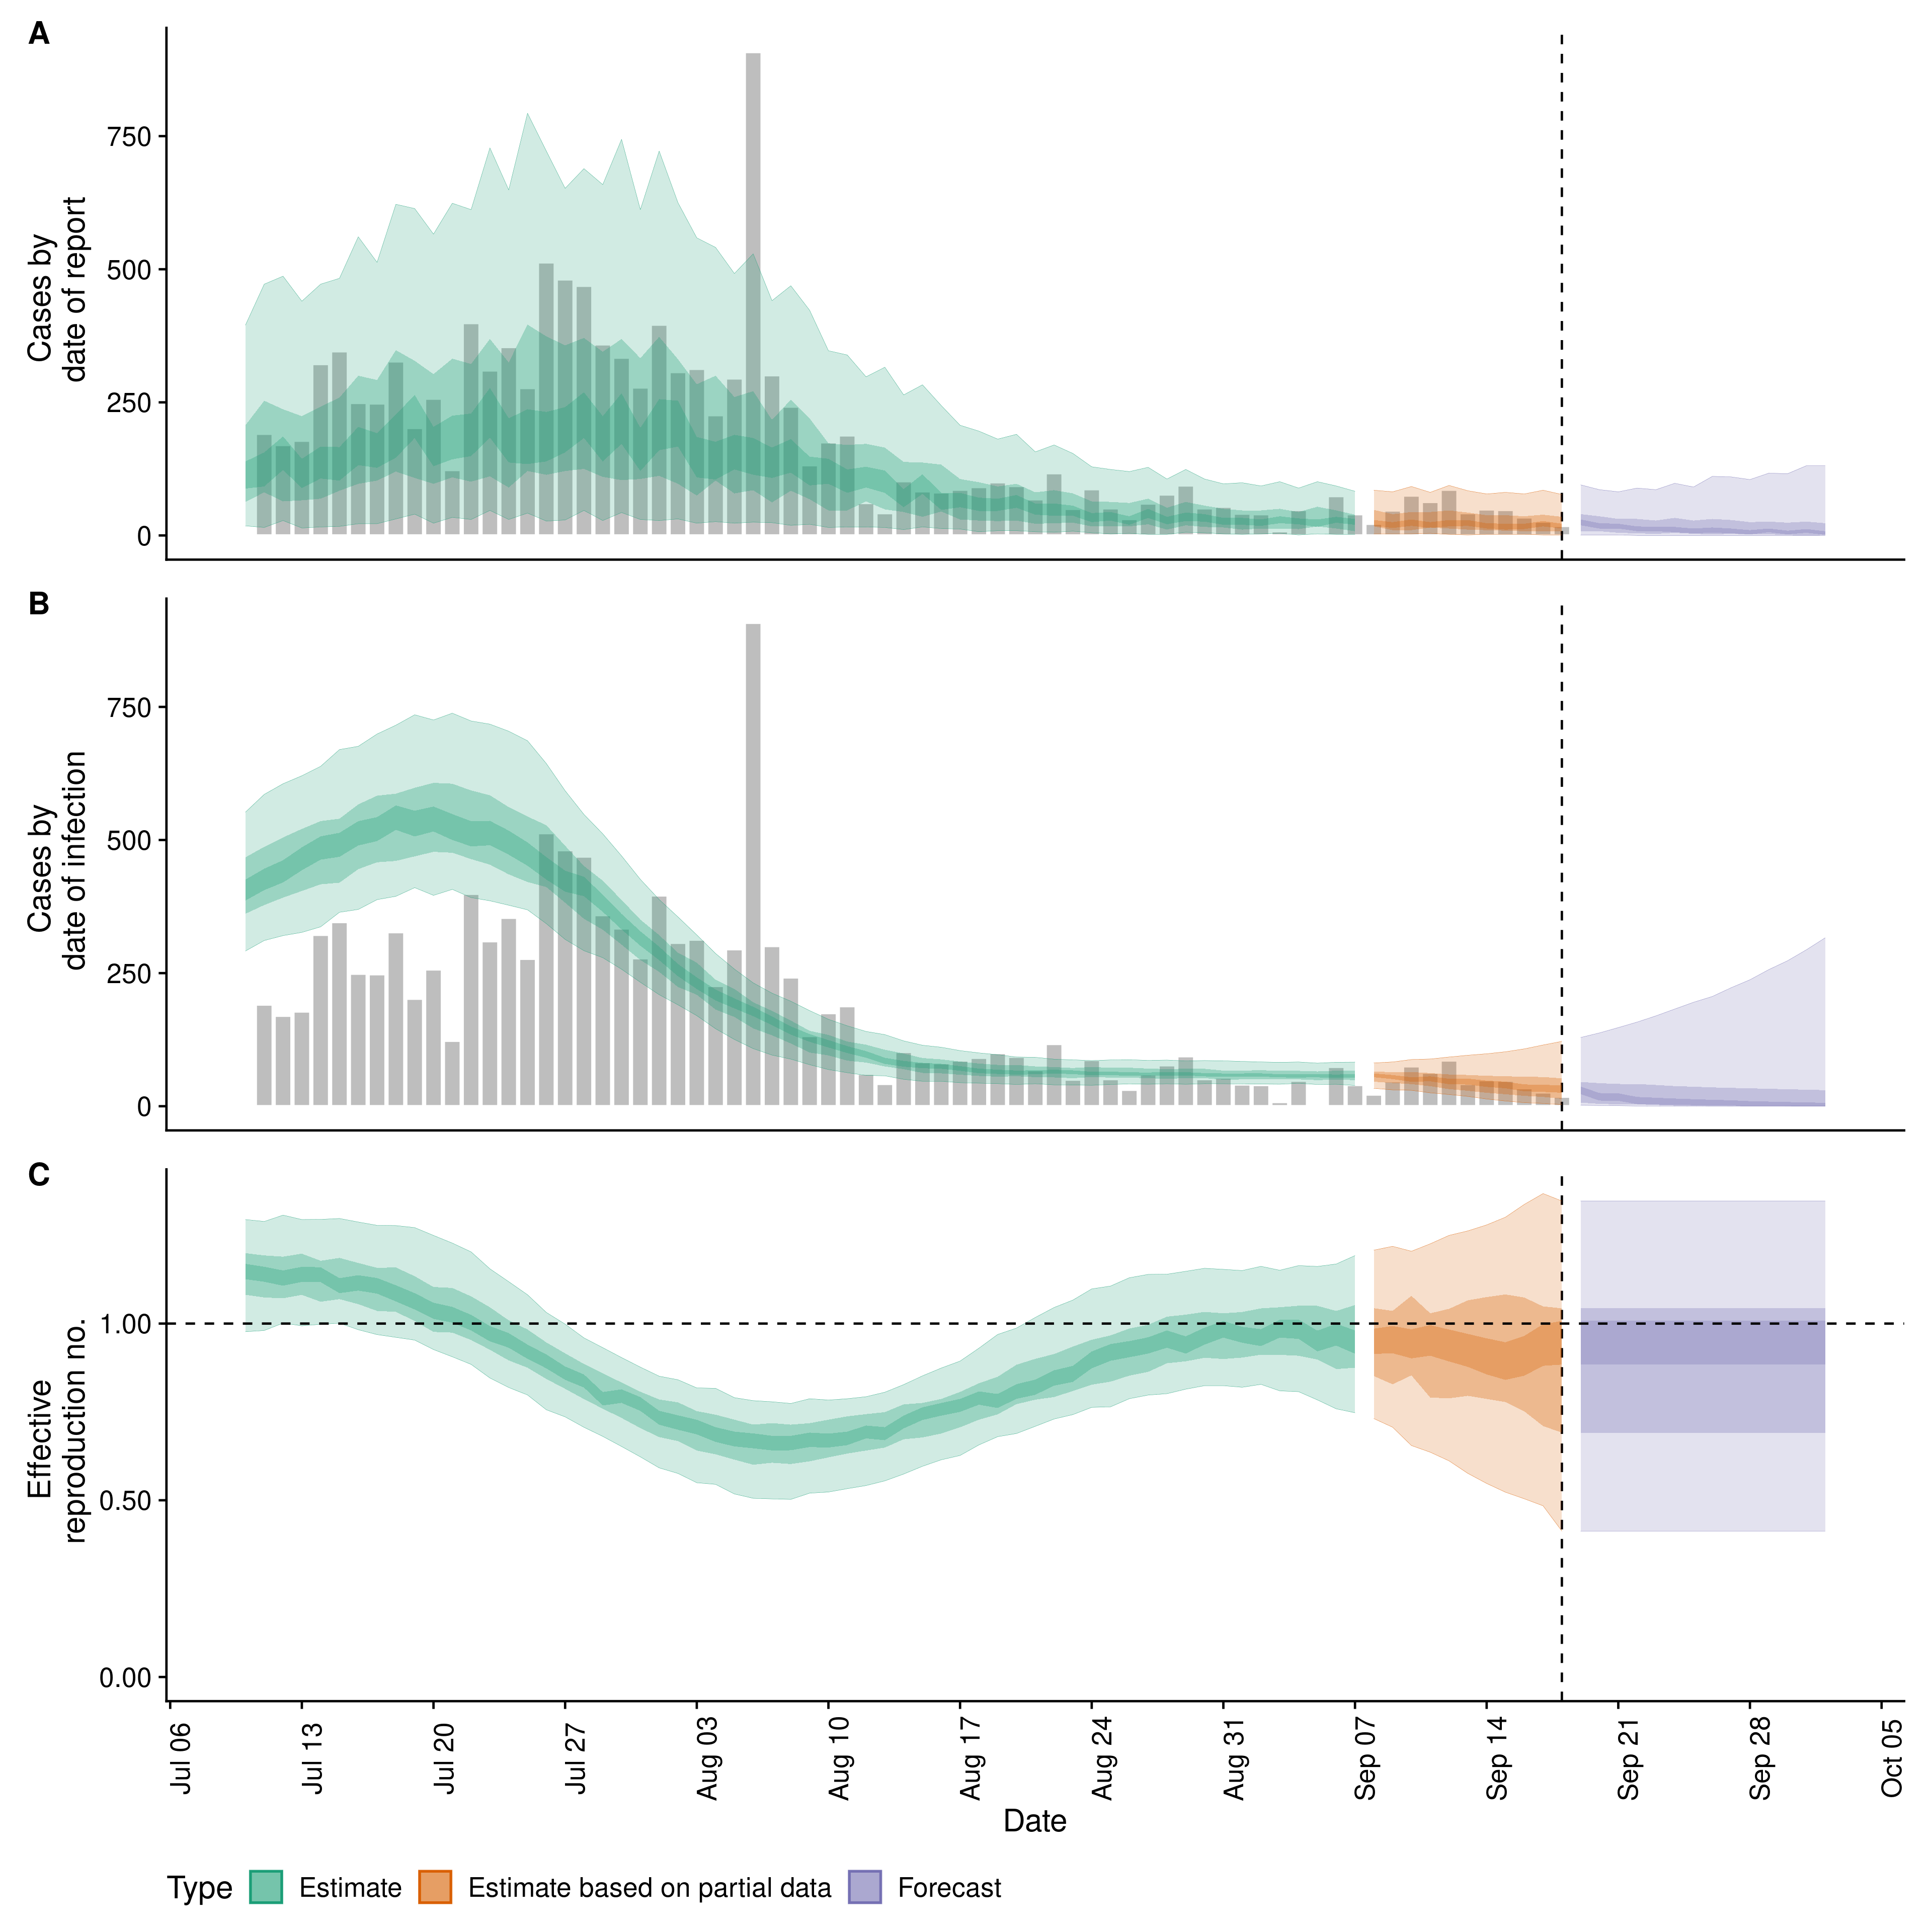 A
Cases by
date of report
750
500
250
0
B
Cases by
date of infection
750
500
250
0
C
Effective
reproduction no.
1.00
0.50
0.00
Jul 06
Jul 13
Jul 20
Jul 27
Aug 03
Aug 10
Aug 17
Aug 24
Aug 31
Sep 07
Sep 14
Sep 21
Sep 28
Oct 05
Date
Type
Estimate
Estimate based on partial data
Forecast